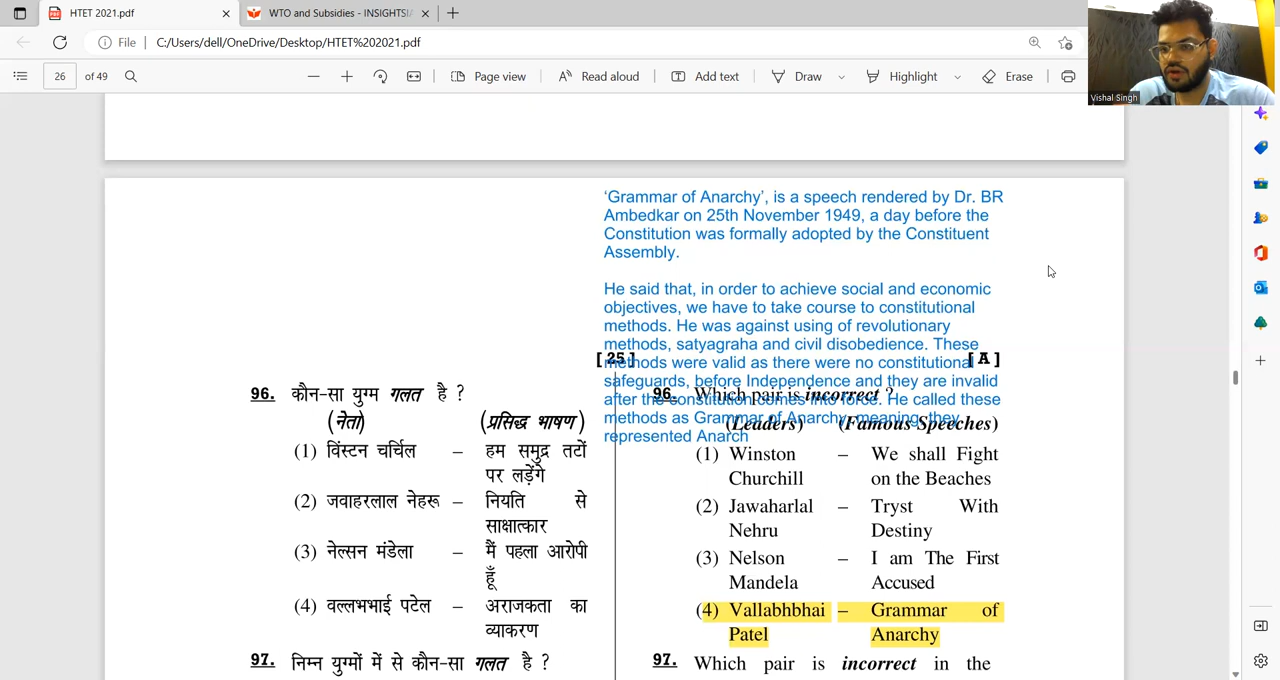 HTET 2021.pdf
WTO and Subsidies - INSIGHTSI
File
C:/Users/dell/OneDrive/Desktop/HTET%202021.pdf
26 of 49
Page view
Read aloud
Add text
Draw
Highlight
Erase
Vishal Singh
‘Grammar of Anarchy’, is a speech rendered by Dr. BR
Ambedkar on 25th November 1949, a day before the
Constitution was formally adopted by the Constituent
Assembly.
He said that, in order to achieve social and economic
objectives, we have to take course to constitutional
methods. He was against using of revolutionary
methods, satyagraha and civil disobedience. These
methods were valid as there were no constitutional
safeguards, before Independence and they are invalid
after the constitution comes into force. He called these
methods as Grammar of Anarchy, meaning, they
represented Anarch
[ 25 ]
[ A ]
96. कौन-सा युग्म गलत है ?
(नेता) (प्रसिद्ध भाषण)
(1) विंस्टन चर्चिल – हम समुद्र तटों
पर लड़ेंगे
(2) जवाहरलाल नेहरू – नियति से
साक्षात्कार
(3) नेल्सन मंडेला – मैं पहला आरोपी
हूँ
(4) वल्लभभाई पटेल – अराजकता का
व्याकरण
97. निम्न युग्मों में से कौन-सा गलत है ?
96. Which pair is incorrect ?
(Leaders) (Famous Speeches)
(1) Winston – We shall Fight
Churchill on the Beaches
(2) Jawaharlal – Tryst With
Nehru Destiny
(3) Nelson – I am The First
Mandela Accused
(4) Vallabhbhai – Grammar of
Patel Anarchy
97. Which pair is incorrect in the